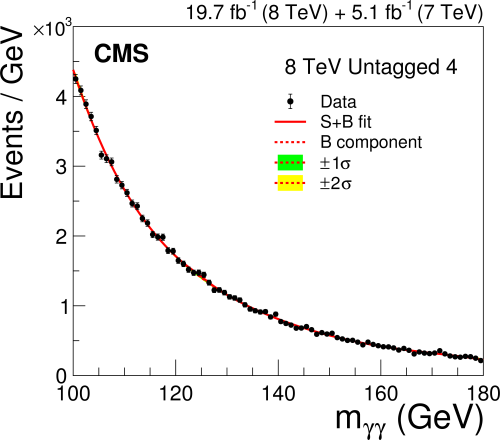 19.7 fb⁻¹ (8 TeV) + 5.1 fb⁻¹ (7 TeV)
×10³
CMS
8 TeV Untagged 4
Data
S+B fit
B component
±1σ
±2σ
Events / GeV
4
3
2
1
0
100 120 140 160 180
mγγ (GeV)